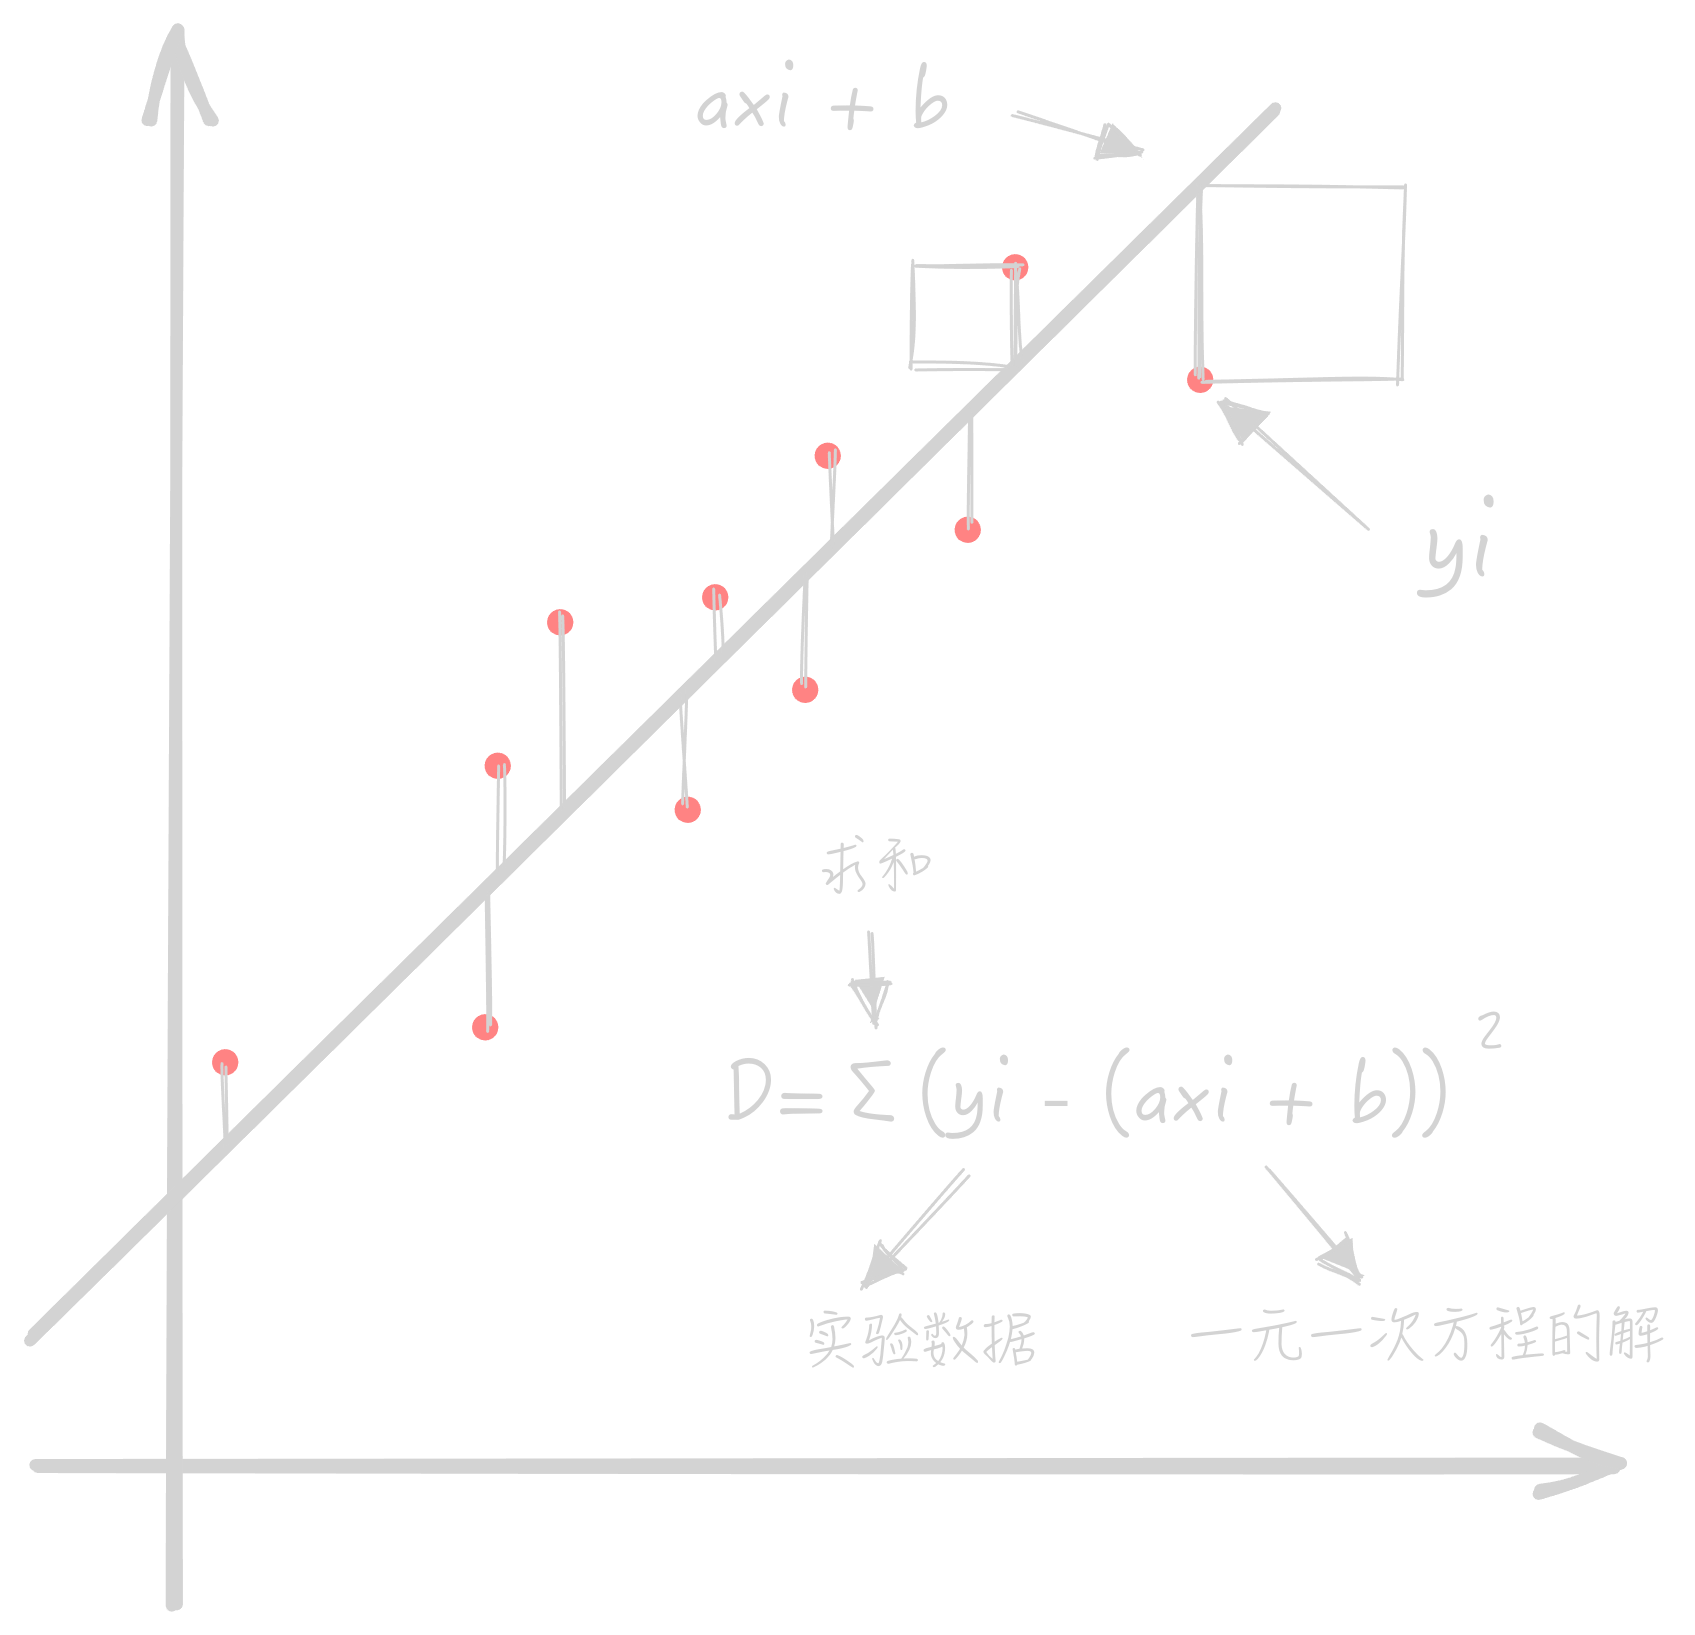 axi + b
yi
求和
D=Σ(yi - (axi + b))²
实验数据
一元一次方程的解